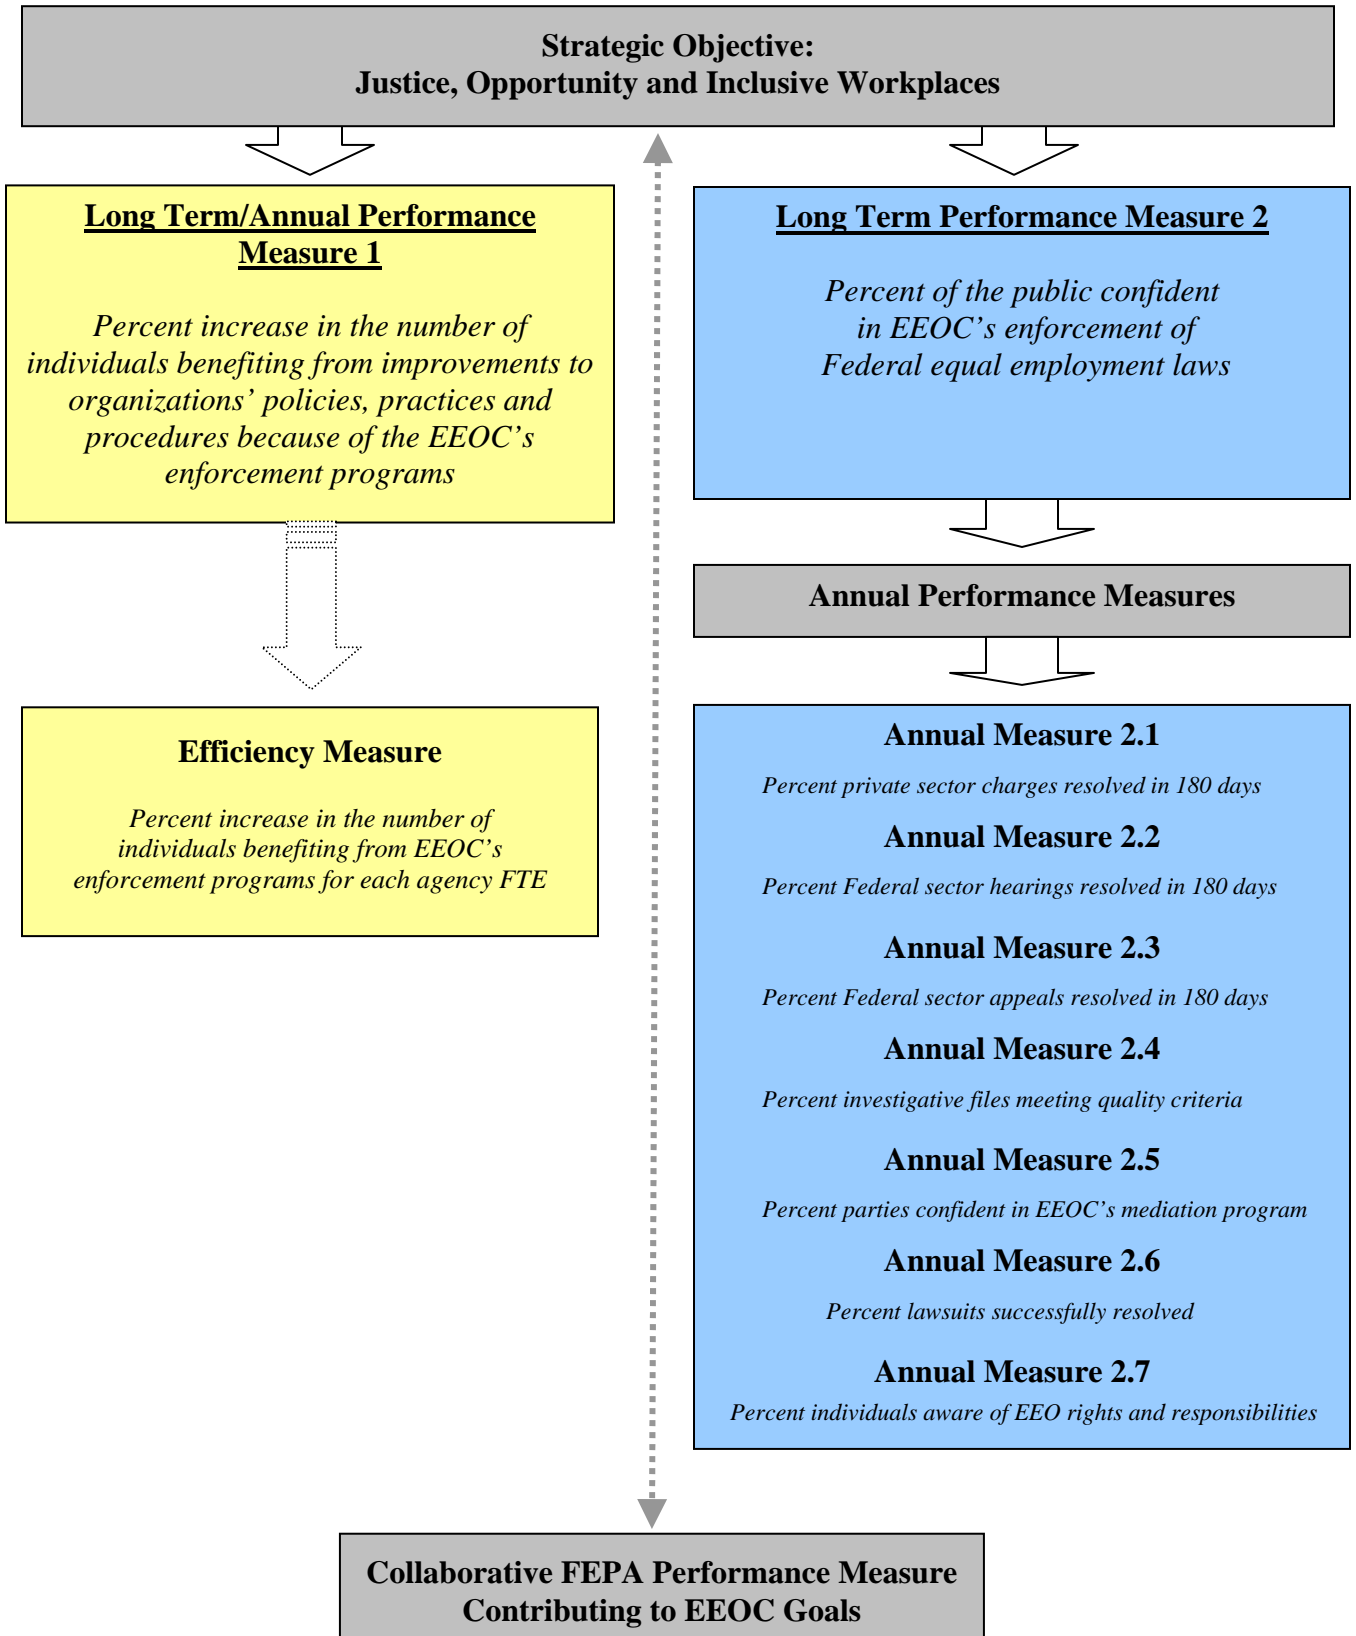 Strategic Objective:
Justice, Opportunity and Inclusive Workplaces
Long Term/Annual Performance
Measure 1
Percent increase in the number of
individuals benefiting from improvements to
organizations’ policies, practices and
procedures because of the EEOC’s
enforcement programs
Efficiency Measure
Percent increase in the number of
individuals benefiting from EEOC’s
enforcement programs for each agency FTE
Long Term Performance Measure 2
Percent of the public confident
in EEOC’s enforcement of
Federal equal employment laws
Annual Performance Measures
Annual Measure 2.1
Percent private sector charges resolved in 180 days
Annual Measure 2.2
Percent Federal sector hearings resolved in 180 days
Annual Measure 2.3
Percent Federal sector appeals resolved in 180 days
Annual Measure 2.4
Percent investigative files meeting quality criteria
Annual Measure 2.5
Percent parties confident in EEOC’s mediation program
Annual Measure 2.6
Percent lawsuits successfully resolved
Annual Measure 2.7
Percent individuals aware of EEO rights and responsibilities
Collaborative FEPA Performance Measure
Contributing to EEOC Goals